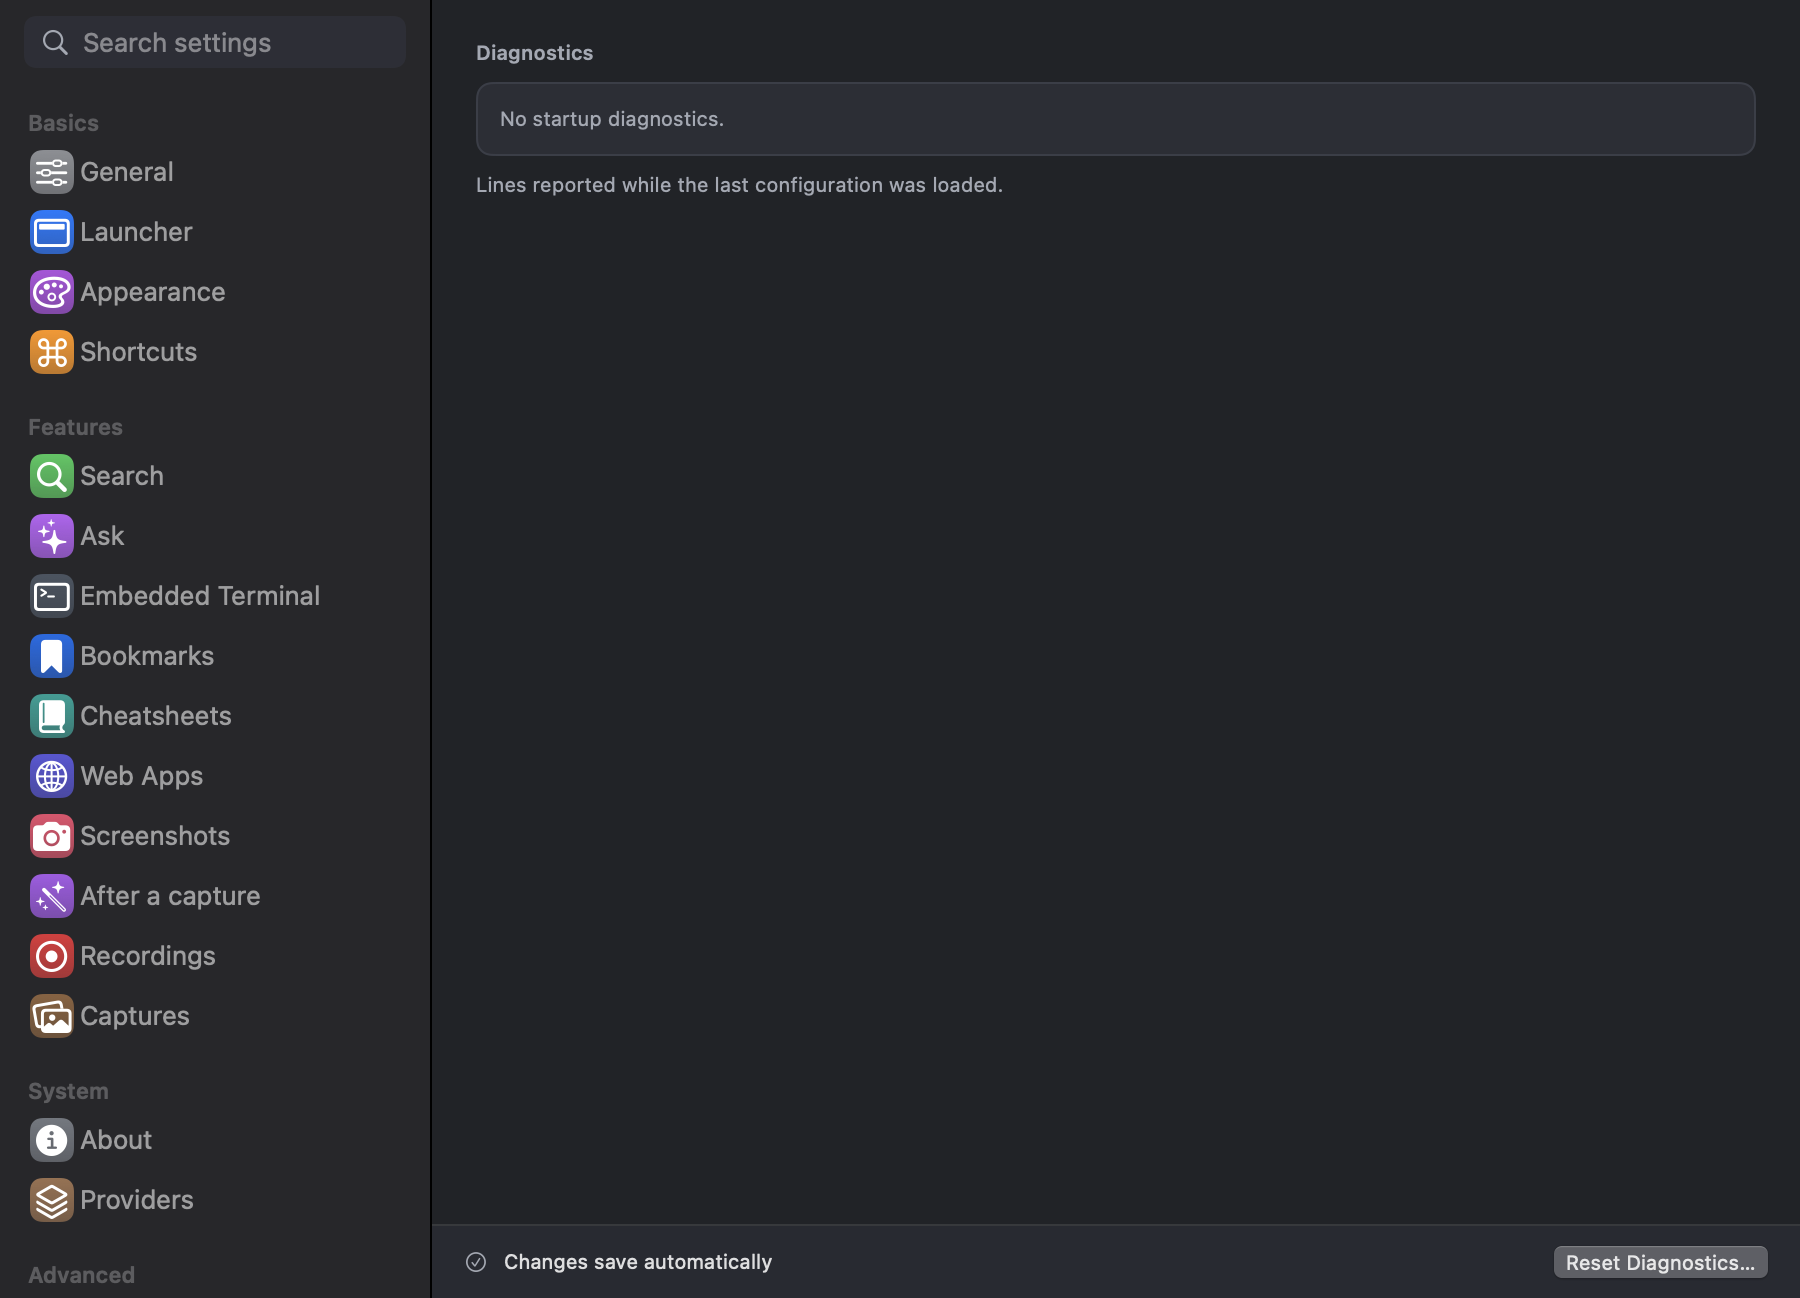 Search settings
Basics
General
Launcher
Appearance
Shortcuts
Features
Search
Ask
Embedded Terminal
Bookmarks
Cheatsheets
Web Apps
Screenshots
After a capture
Recordings
Captures
System
About
Providers
Advanced
Diagnostics
No startup diagnostics.
Lines reported while the last configuration was loaded.
Changes save automatically
Reset Diagnostics...